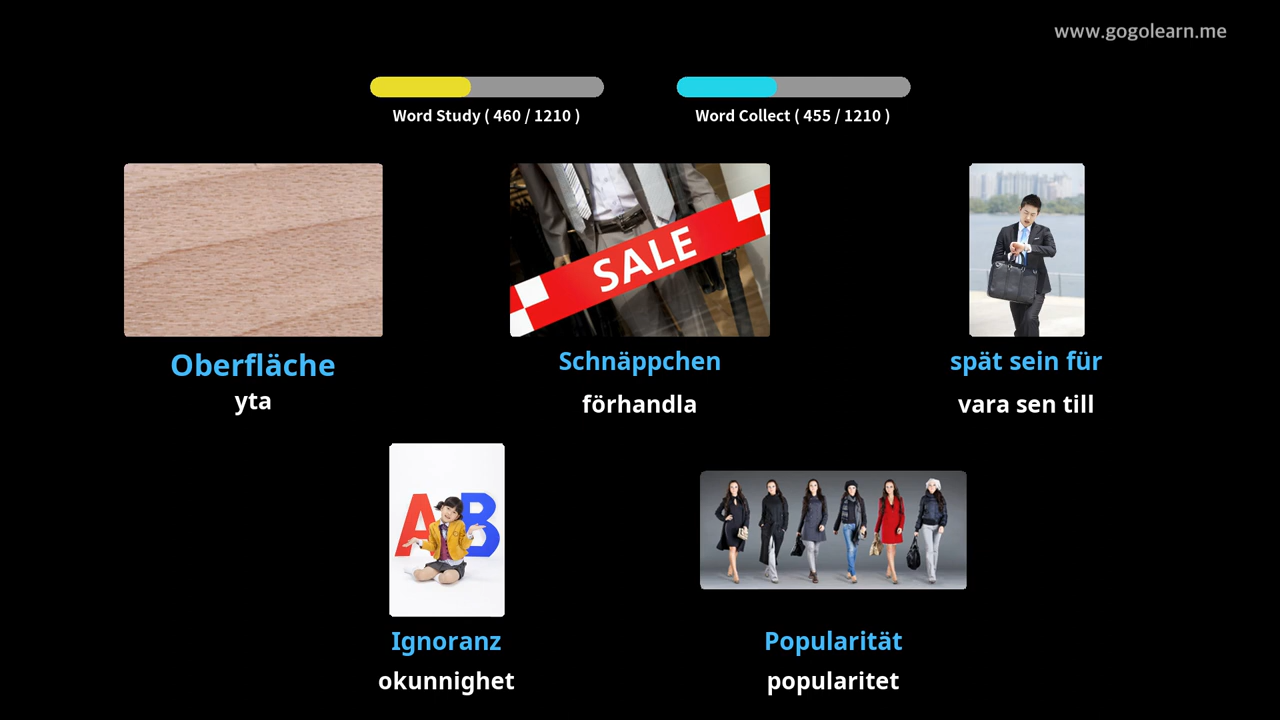 www.gogolearn.me
Word Study ( 460 / 1210 )
Word Collect ( 455 / 1210 )
SALE
Oberfläche
yta
Schnäppchen
förhandla
spät sein für
vara sen till
A B
Ignoranz
okunnighet
Popularität
popularitet